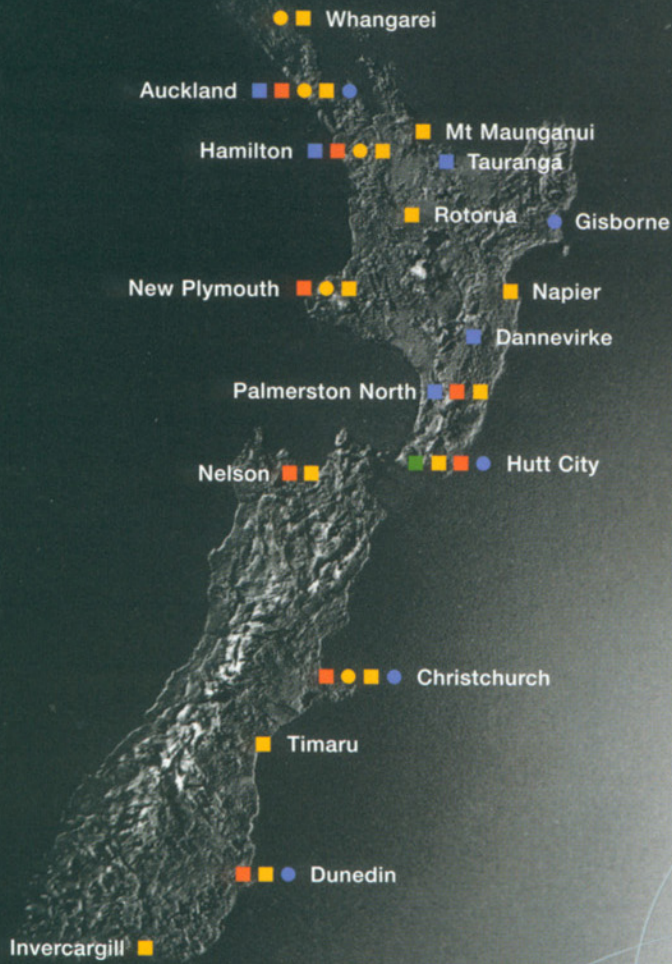 Whangarei
Auckland
Mt Maunganui
Hamilton
Tauranga
Rotorua
Gisborne
New Plymouth
Napier
Dannevirke
Palmerston North
Hutt City
Nelson
Christchurch
Timaru
Dunedin
Invercargill